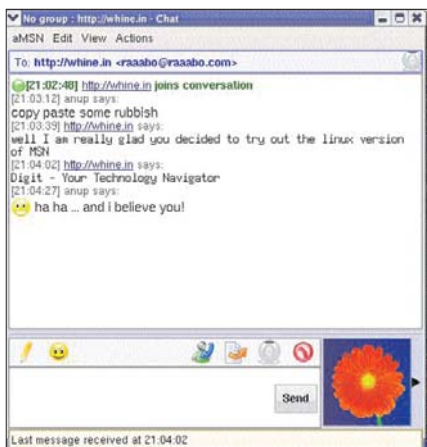 No group : http://whine.in - Chat
aMSN Edit View Actions
To: http://whine.in <raaabo@raaabo.com>
[21:02:48] http://whine.in joins conversation
[21:03:12] anup says:
copy paste some rubbish
[21:03:39] http://whine.in says:
well I am really glad you decided to try out the linux version
of MSN
[21:04:02] http://whine.in says:
Digit - Your Technology Navigator
[21:04:27] anup says:
ha ha ... and i believe you!
Send
Last message received at 21:04:02